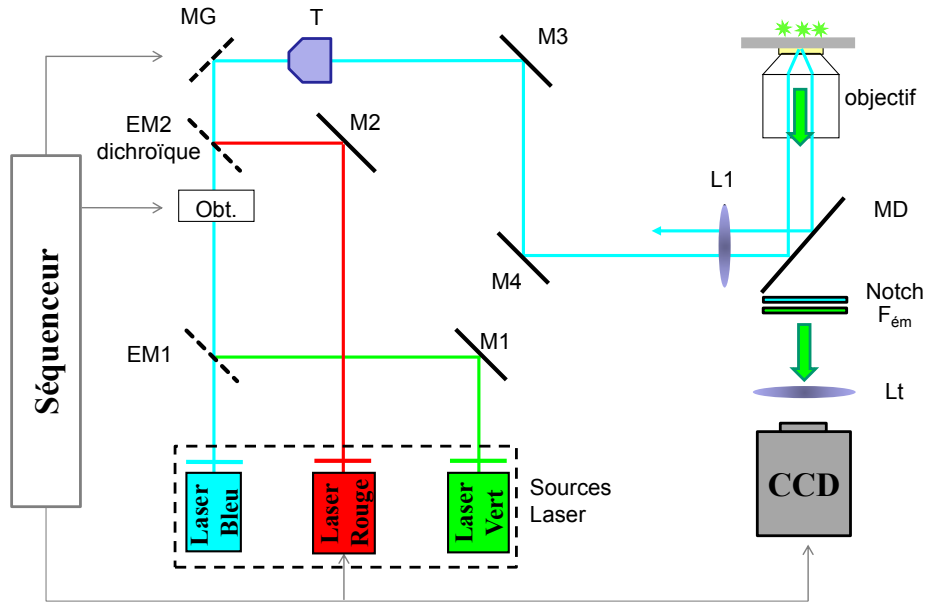 MG
T
M3
EM2
dichroïque
M2
objectif
Obt.
L1
MD
M4
Notch
Fém
Séquenceur
EM1
M1
Lt
Laser
Bleu
Laser
Rouge
Laser
Vert
Sources
Laser
CCD